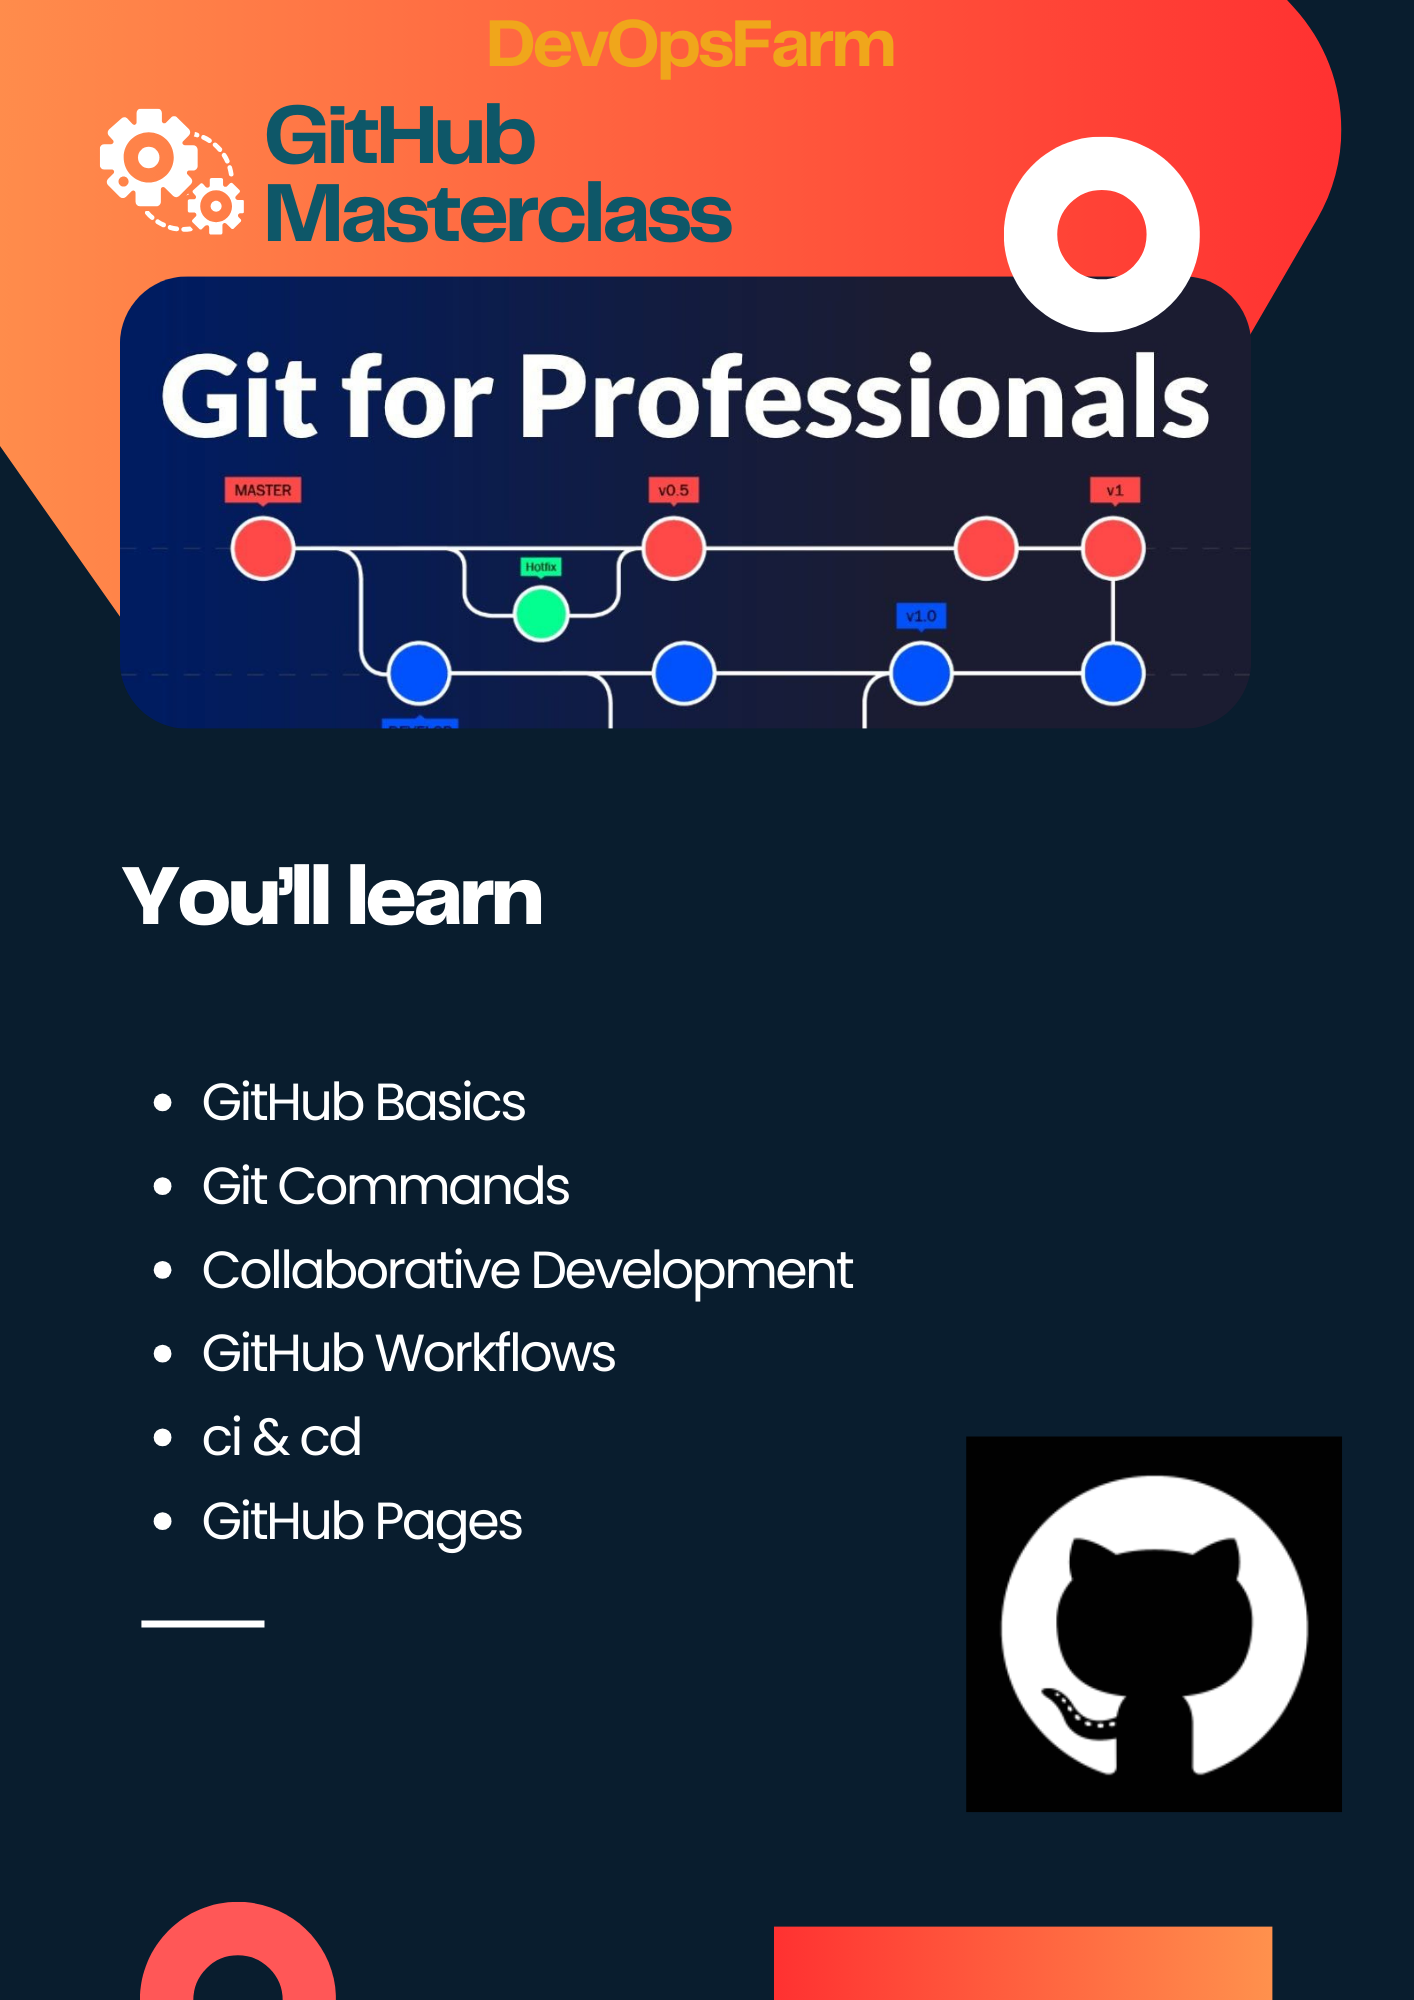 DevOpsFarm
GitHub
Masterclass
Git for Professionals
MASTER
v0.5
v1
Hotfix
v1.0
You'll learn
GitHub Basics
Git Commands
Collaborative Development
GitHub Workflows
ci & cd
GitHub Pages